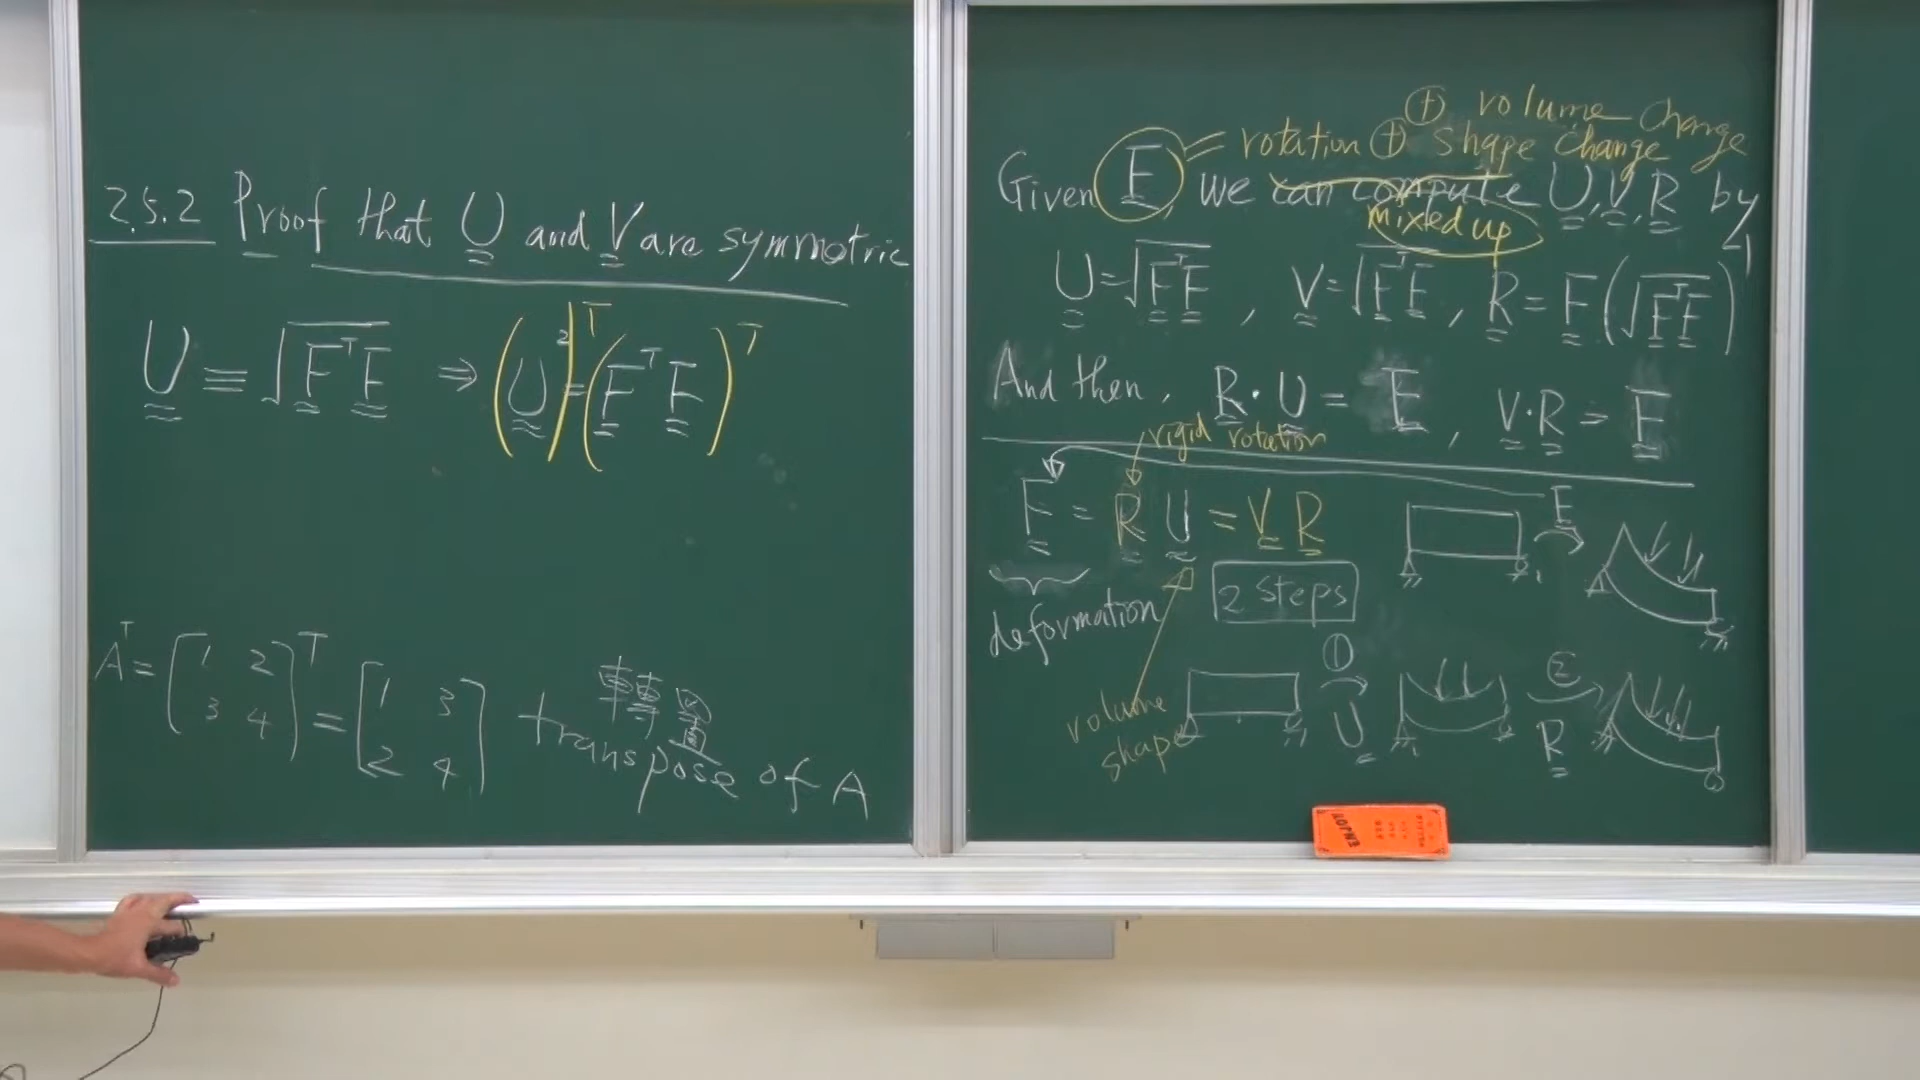 2.5.2 Proof that U and V are symmetric
U ≡ √FᵀF ⇒ (U²)ᵀ = (FᵀF)ᵀ
Aᵀ = [1 2; 3 4]ᵀ = [1 3; 2 4] 轉置
transpose of A
⊕ volume change
rotation ⊕ shape change
Given F, we can compute U, V, R by
mixed up
U = √FᵀF , V = √FᵀF , R = F(√FᵀF)⁻¹
And then, R·U = F , V·R = F
rigid rotation
F = R U = V R
F
deformation
2 steps
① ②
U R
volume
shape
ENJOY